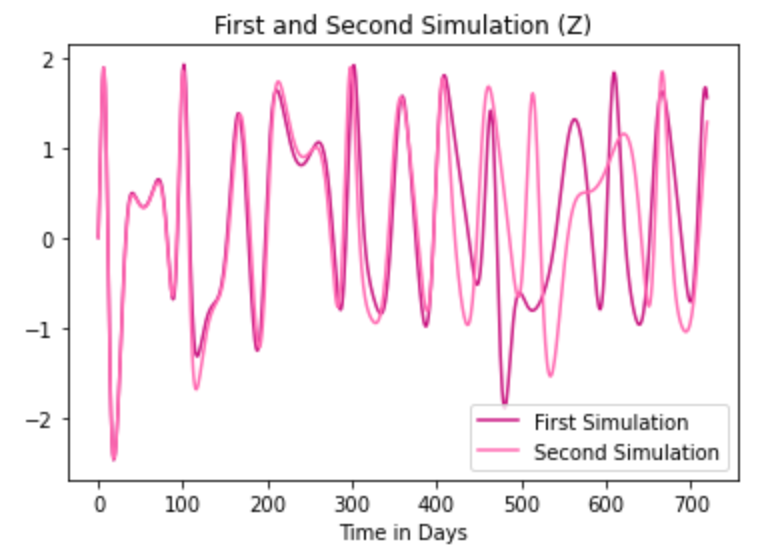 First and Second Simulation (Z)
2
1
0
−1
−2
First Simulation
Second Simulation
0 100 200 300 400 500 600 700
Time in Days